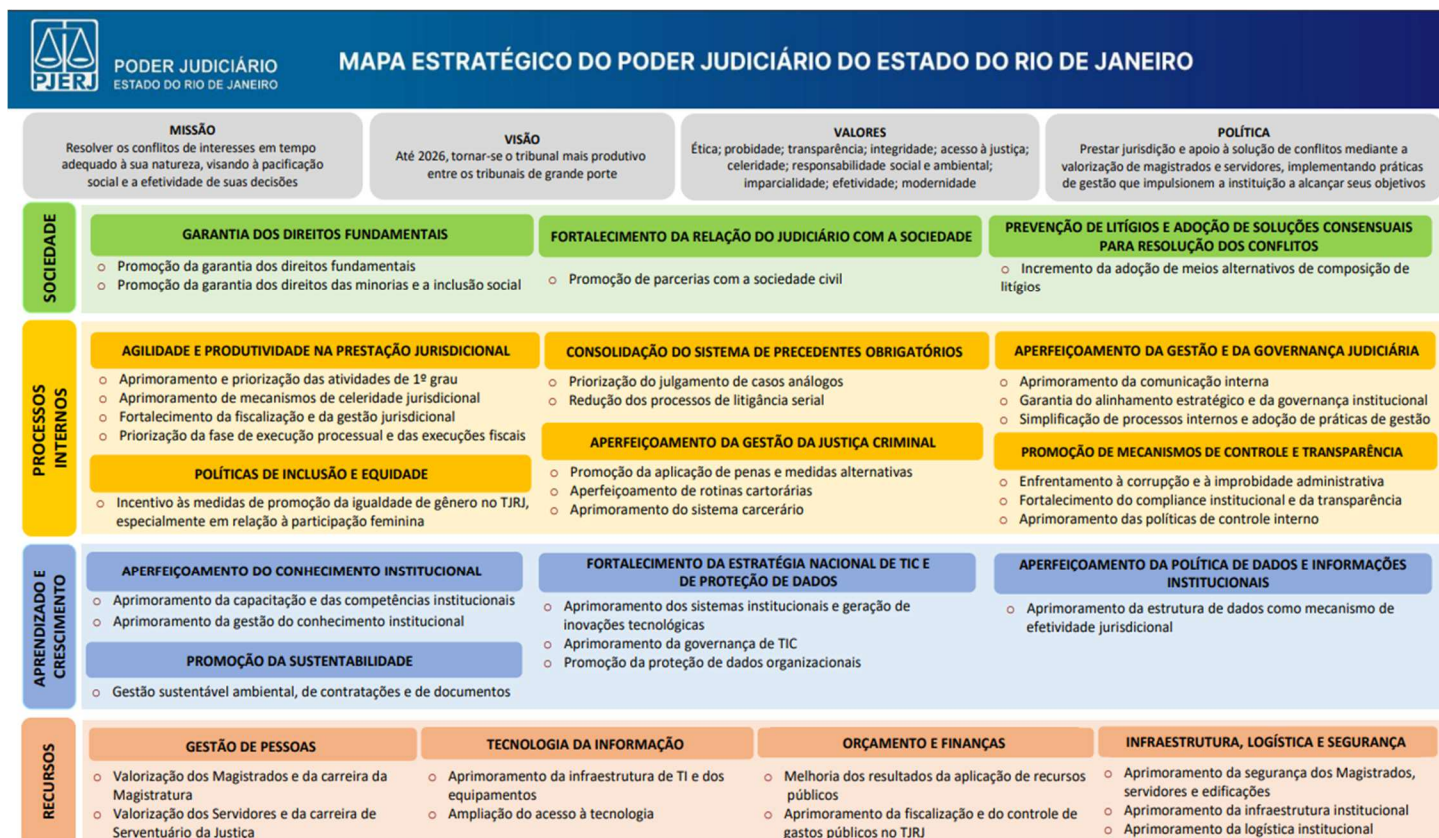 PJERJ
PODER JUDICIÁRIO
ESTADO DO RIO DE JANEIRO
MAPA ESTRATÉGICO DO PODER JUDICIÁRIO DO ESTADO DO RIO DE JANEIRO
MISSÃO
Resolver os conflitos de interesses em tempo
adequado à sua natureza, visando à pacificação
social e a efetividade de suas decisões
VISÃO
Até 2026, tornar-se o tribunal mais produtivo
entre os tribunais de grande porte
VALORES
Ética; probidade; transparência; integridade; acesso à justiça;
celeridade; responsabilidade social e ambiental;
imparcialidade; efetividade; modernidade
POLÍTICA
Prestar jurisdição e apoio à solução de conflitos mediante a
valorização de magistrados e servidores, implementando práticas
de gestão que impulsionem a instituição a alcançar seus objetivos
SOCIEDADE
GARANTIA DOS DIREITOS FUNDAMENTAIS
o Promoção da garantia dos direitos fundamentais
o Promoção da garantia dos direitos das minorias e a inclusão social
FORTALECIMENTO DA RELAÇÃO DO JUDICIÁRIO COM A SOCIEDADE
o Promoção de parcerias com a sociedade civil
PREVENÇÃO DE LITÍGIOS E ADOÇÃO DE SOLUÇÕES CONSENSUAIS
PARA RESOLUÇÃO DOS CONFLITOS
o Incremento da adoção de meios alternativos de composição de
litígios
PROCESSOS
INTERNOS
AGILIDADE E PRODUTIVIDADE NA PRESTAÇÃO JURISDICIONAL
o Aprimoramento e priorização das atividades de 1º grau
o Aprimoramento de mecanismos de celeridade jurisdicional
o Fortalecimento da fiscalização e da gestão jurisdicional
o Priorização da fase de execução processual e das execuções fiscais
POLÍTICAS DE INCLUSÃO E EQUIDADE
o Incentivo às medidas de promoção da igualdade de gênero no TJRJ,
especialmente em relação à participação feminina
CONSOLIDAÇÃO DO SISTEMA DE PRECEDENTES OBRIGATÓRIOS
o Priorização do julgamento de casos análogos
o Redução dos processos de litigância serial
APERFEIÇOAMENTO DA GESTÃO DA JUSTIÇA CRIMINAL
o Promoção da aplicação de penas e medidas alternativas
o Aperfeiçoamento de rotinas cartorárias
o Aprimoramento do sistema carcerário
APERFEIÇOAMENTO DA GESTÃO E DA GOVERNANÇA JUDICIÁRIA
o Aprimoramento da comunicação interna
o Garantia do alinhamento estratégico e da governança institucional
o Simplificação de processos internos e adoção de práticas de gestão
PROMOÇÃO DE MECANISMOS DE CONTROLE E TRANSPARÊNCIA
o Enfrentamento à corrupção e à improbidade administrativa
o Fortalecimento do compliance institucional e da transparência
o Aprimoramento das políticas de controle interno
APRENDIZADO E
CRESCIMENTO
APERFEIÇOAMENTO DO CONHECIMENTO INSTITUCIONAL
o Aprimoramento da capacitação e das competências institucionais
o Aprimoramento da gestão do conhecimento institucional
PROMOÇÃO DA SUSTENTABILIDADE
o Gestão sustentável ambiental, de contratações e de documentos
FORTALECIMENTO DA ESTRATÉGIA NACIONAL DE TIC E
DE PROTEÇÃO DE DADOS
o Aprimoramento dos sistemas institucionais e geração de
inovações tecnológicas
o Aprimoramento da governança de TIC
o Promoção da proteção de dados organizacionais
APERFEIÇOAMENTO DA POLÍTICA DE DADOS E INFORMAÇÕES
INSTITUCIONAIS
o Aprimoramento da estrutura de dados como mecanismo de
efetividade jurisdicional
RECURSOS
GESTÃO DE PESSOAS
o Valorização dos Magistrados e da carreira da
Magistratura
o Valorização dos Servidores e da carreira de
Serventuário da Justiça
TECNOLOGIA DA INFORMAÇÃO
o Aprimoramento da infraestrutura de TI e dos
equipamentos
o Ampliação do acesso à tecnologia
ORÇAMENTO E FINANÇAS
o Melhoria dos resultados da aplicação de recursos
públicos
o Aprimoramento da fiscalização e do controle de
gastos públicos no TJRJ
INFRAESTRUTURA, LOGÍSTICA E SEGURANÇA
o Aprimoramento da segurança dos Magistrados,
servidores e edificações
o Aprimoramento da infraestrutura institucional
o Aprimoramento da logística institucional